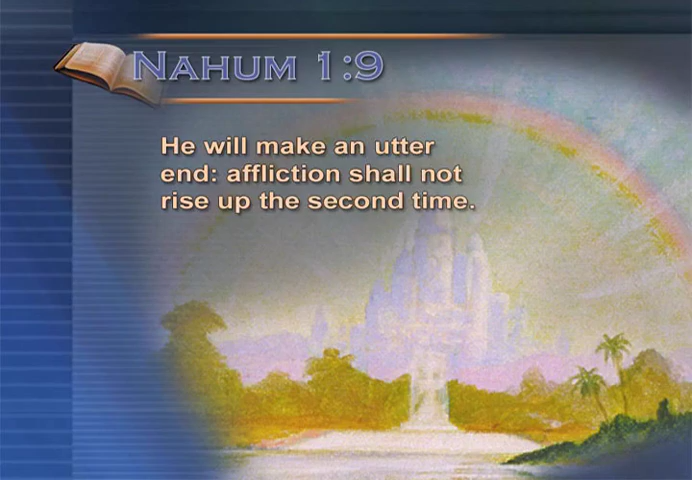 Nahum 1:9
He will make an utter
end: affliction shall not
rise up the second time.